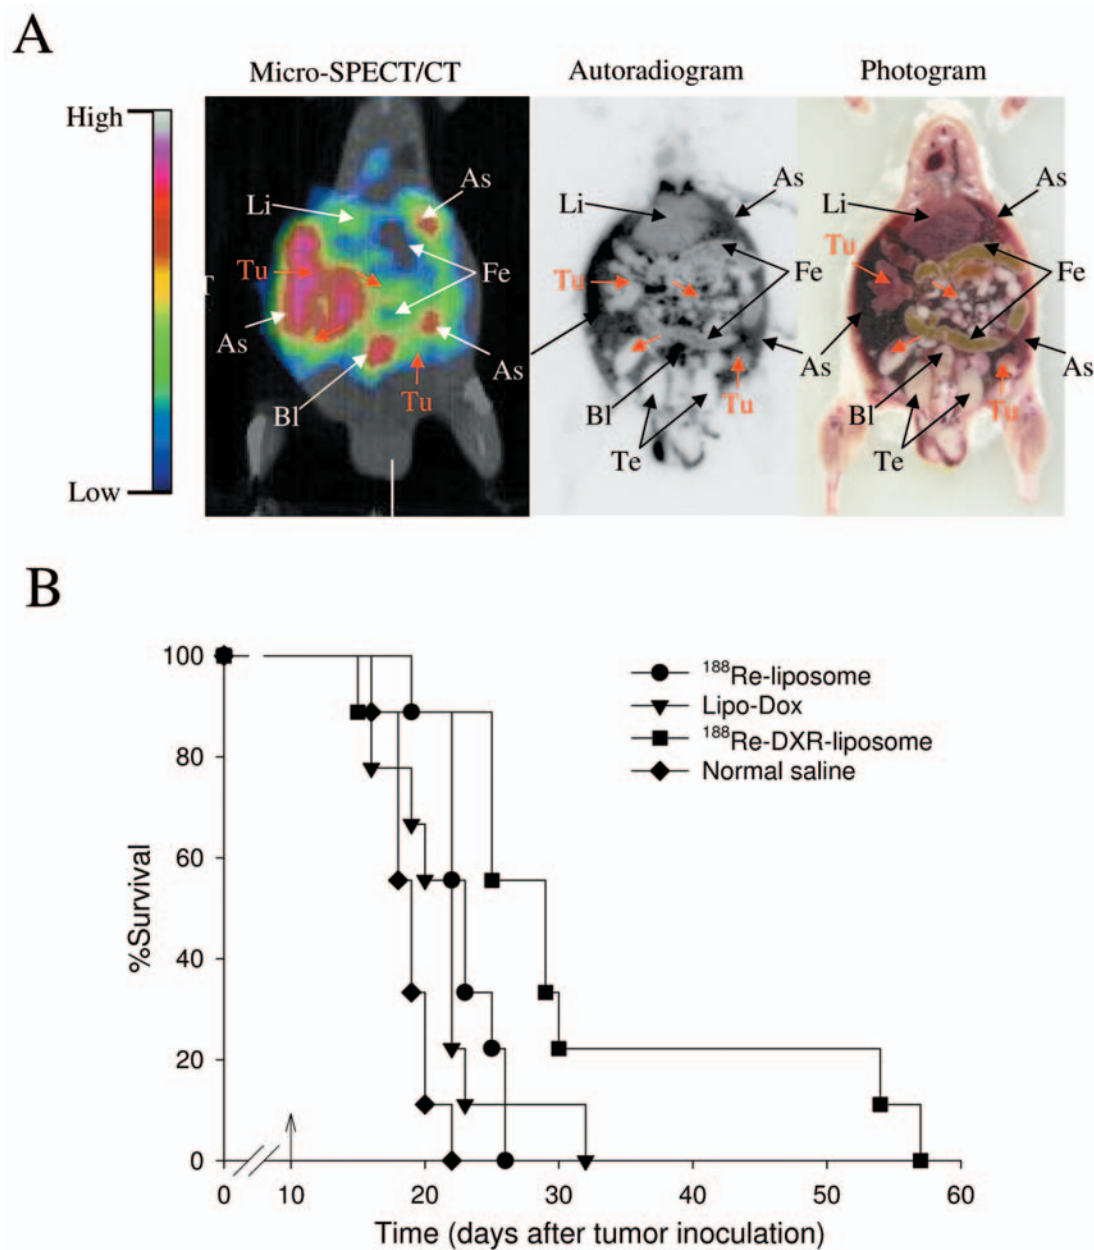 A
Micro-SPECT/CT Autoradiogram Photogram
High
Low
Li
As
Tu
Fe
As
As
Bl
Tu
Li
As
Tu
Fe
As
Bl
Tu
Te
Li
As
Tu
Fe
As
As
Bl
Tu
Te
B
%Survival
100
80
60
40
20
0
0 10 20 30 40 50 60
Time (days after tumor inoculation)
¹⁸⁸Re-liposome
Lipo-Dox
¹⁸⁸Re-DXR-liposome
Normal saline